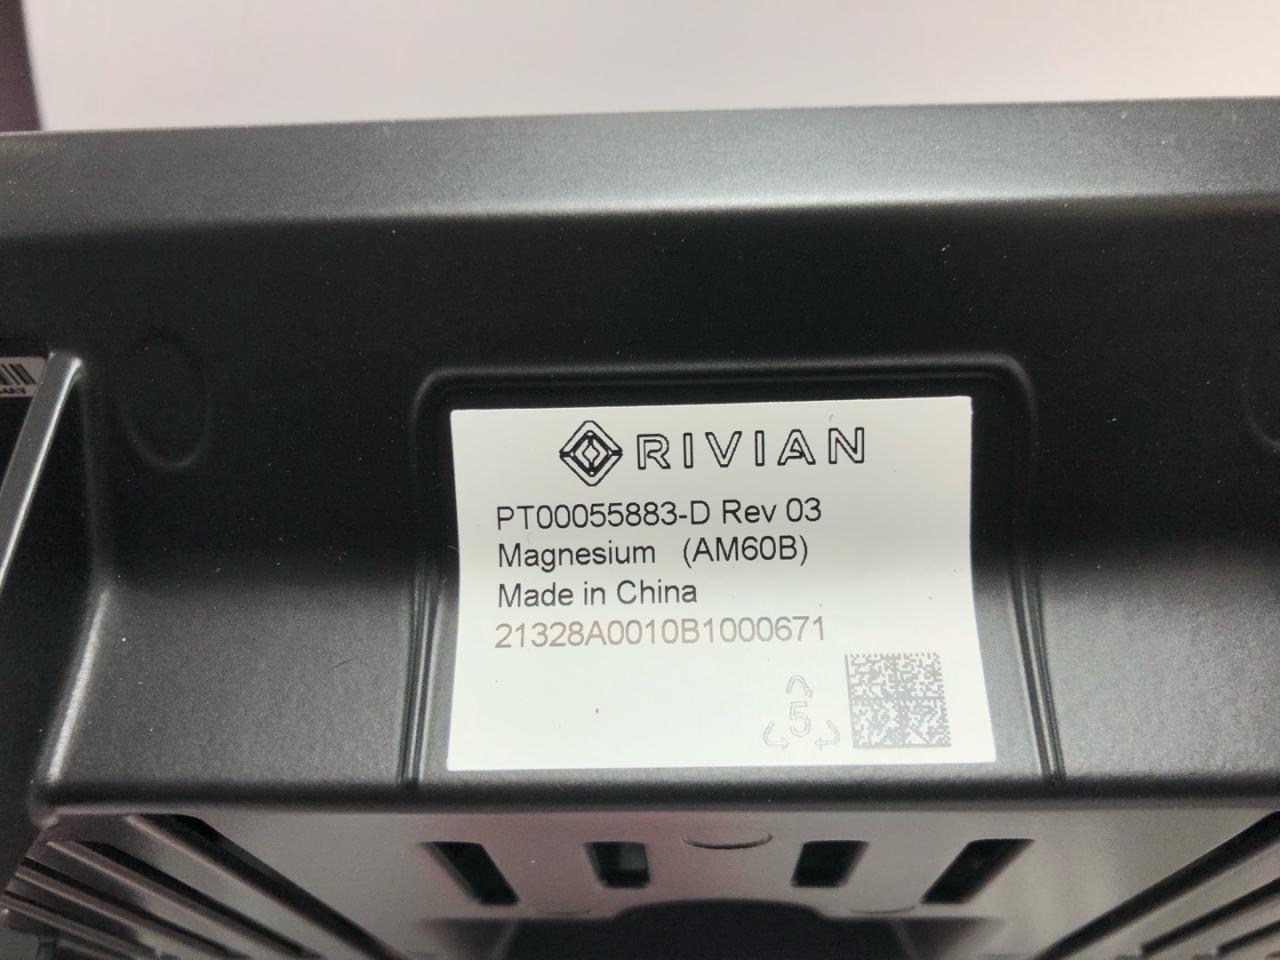 RIVIAN
PT00055883-D Rev 03
Magnesium (AM60B)
Made in China
21328A0010B1000671
5